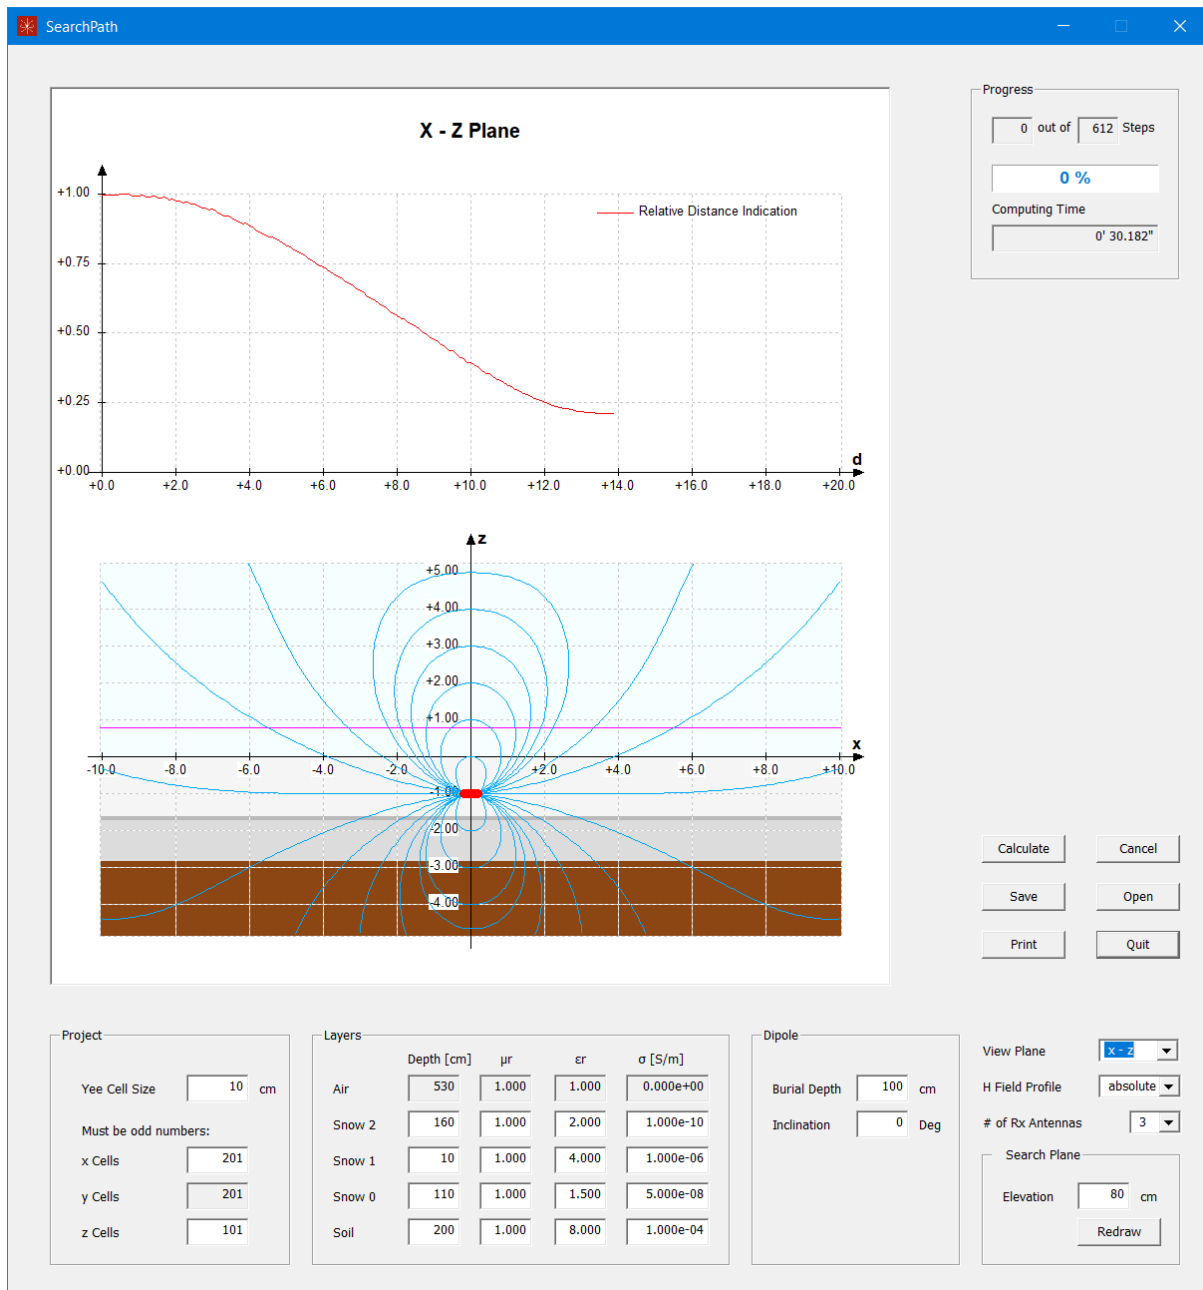 SearchPath
X - Z Plane
+1.00
Relative Distance Indication
+0.75
+0.50
+0.25
+0.00
d
+0.0 +2.0 +4.0 +6.0 +8.0 +10.0 +12.0 +14.0 +16.0 +18.0 +20.0
z
+5.00
+4.00
+3.00
+2.00
+1.00
x
-10.0 -8.0 -6.0 -4.0 -2.0 +2.0 +4.0 +6.0 +8.0 +10.0
-1.00
-2.00
-3.00
-4.00
Progress
0 out of 612 Steps
0 %
Computing Time
0' 30.182"
Calculate Cancel
Save Open
Print Quit
Project
Yee Cell Size 10 cm
Must be odd numbers:
x Cells 201
y Cells 201
z Cells 101
Layers
Depth [cm] μr εr σ [S/m]
Air 530 1.000 1.000 0.000e+00
Snow 2 160 1.000 2.000 1.000e-10
Snow 1 10 1.000 4.000 1.000e-06
Snow 0 110 1.000 1.500 5.000e-08
Soil 200 1.000 8.000 1.000e-04
Dipole
Burial Depth 100 cm
Inclination 0 Deg
View Plane x - z
H Field Profile absolute
# of Rx Antennas 3
Search Plane
Elevation 80 cm
Redraw